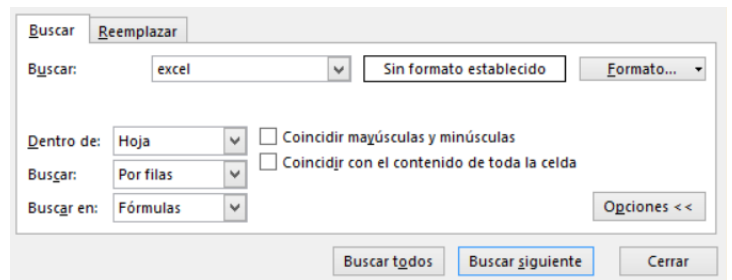 Buscar Reemplazar
Buscar: excel Sin formato establecido Formato...
Dentro de: Hoja Coincidir mayúsculas y minúsculas
Coincidir con el contenido de toda la celda
Buscar: Por filas
Buscar en: Fórmulas Opciones <<
Buscar todos Buscar siguiente Cerrar